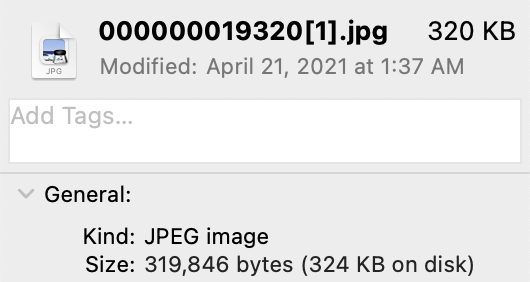 000000019320[1].jpg 320 KB
Modified: April 21, 2021 at 1:37 AM
JPG
Add Tags...
General:
Kind: JPEG image
Size: 319,846 bytes (324 KB on disk)